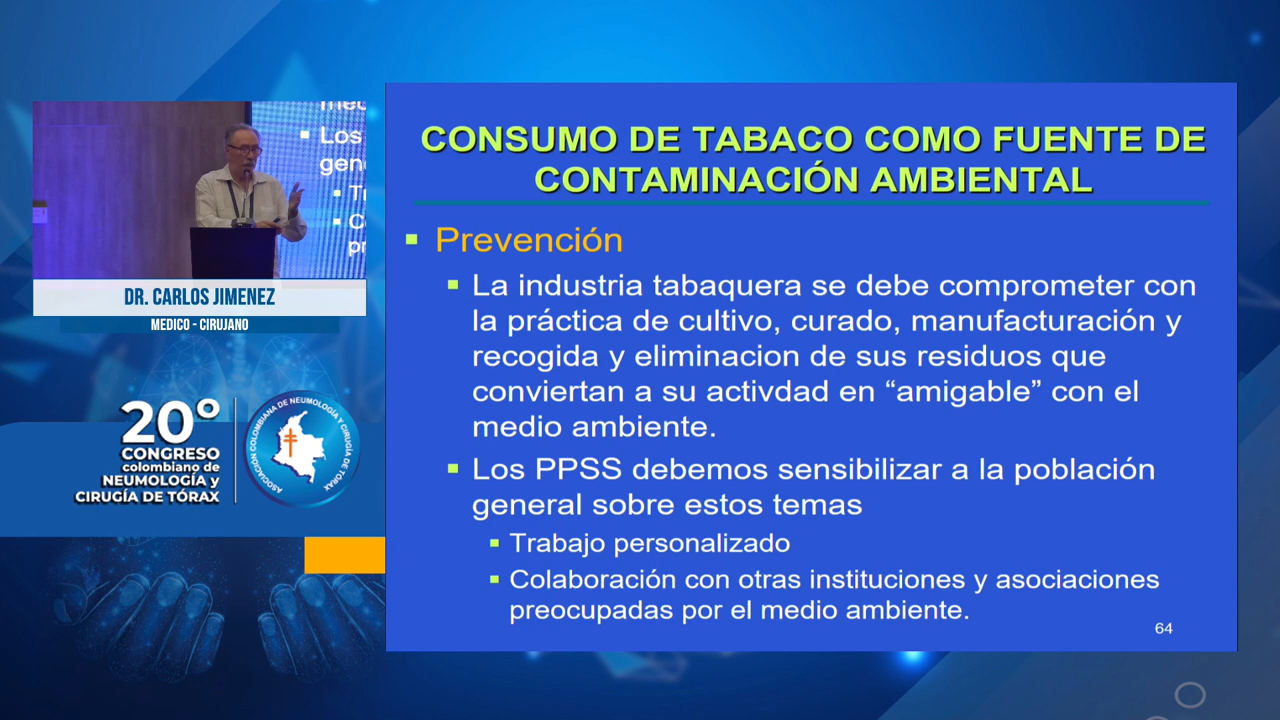 Los
DR. CARLOS JIMENEZ
MEDICO - CIRUJANO
20º
CONGRESO
colombiano de
NEUMOLOGÍA y
CIRUGÍA DE TÓRAX
ASOCIACIÓN COLOMBIANA DE NEUMOLOGÍA Y CIRUGÍA DE TÓRAX
CONSUMO DE TABACO COMO FUENTE DE
CONTAMINACIÓN AMBIENTAL
Prevención
La industria tabaquera se debe comprometer con
la práctica de cultivo, curado, manufacturación y
recogida y eliminacion de sus residuos que
conviertan a su activdad en “amigable” con el
medio ambiente.
Los PPSS debemos sensibilizar a la población
general sobre estos temas
Trabajo personalizado
Colaboración con otras instituciones y asociaciones
preocupadas por el medio ambiente.
64